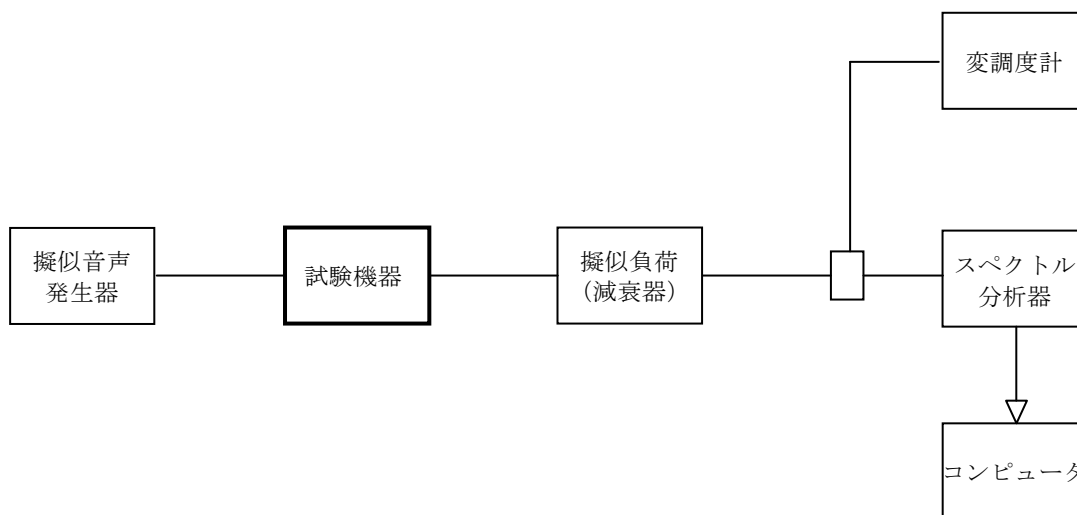 変調度計
擬似音声
発生器
試験機器
擬似負荷
（減衰器）
スペクトル
分析器
コンピュータ